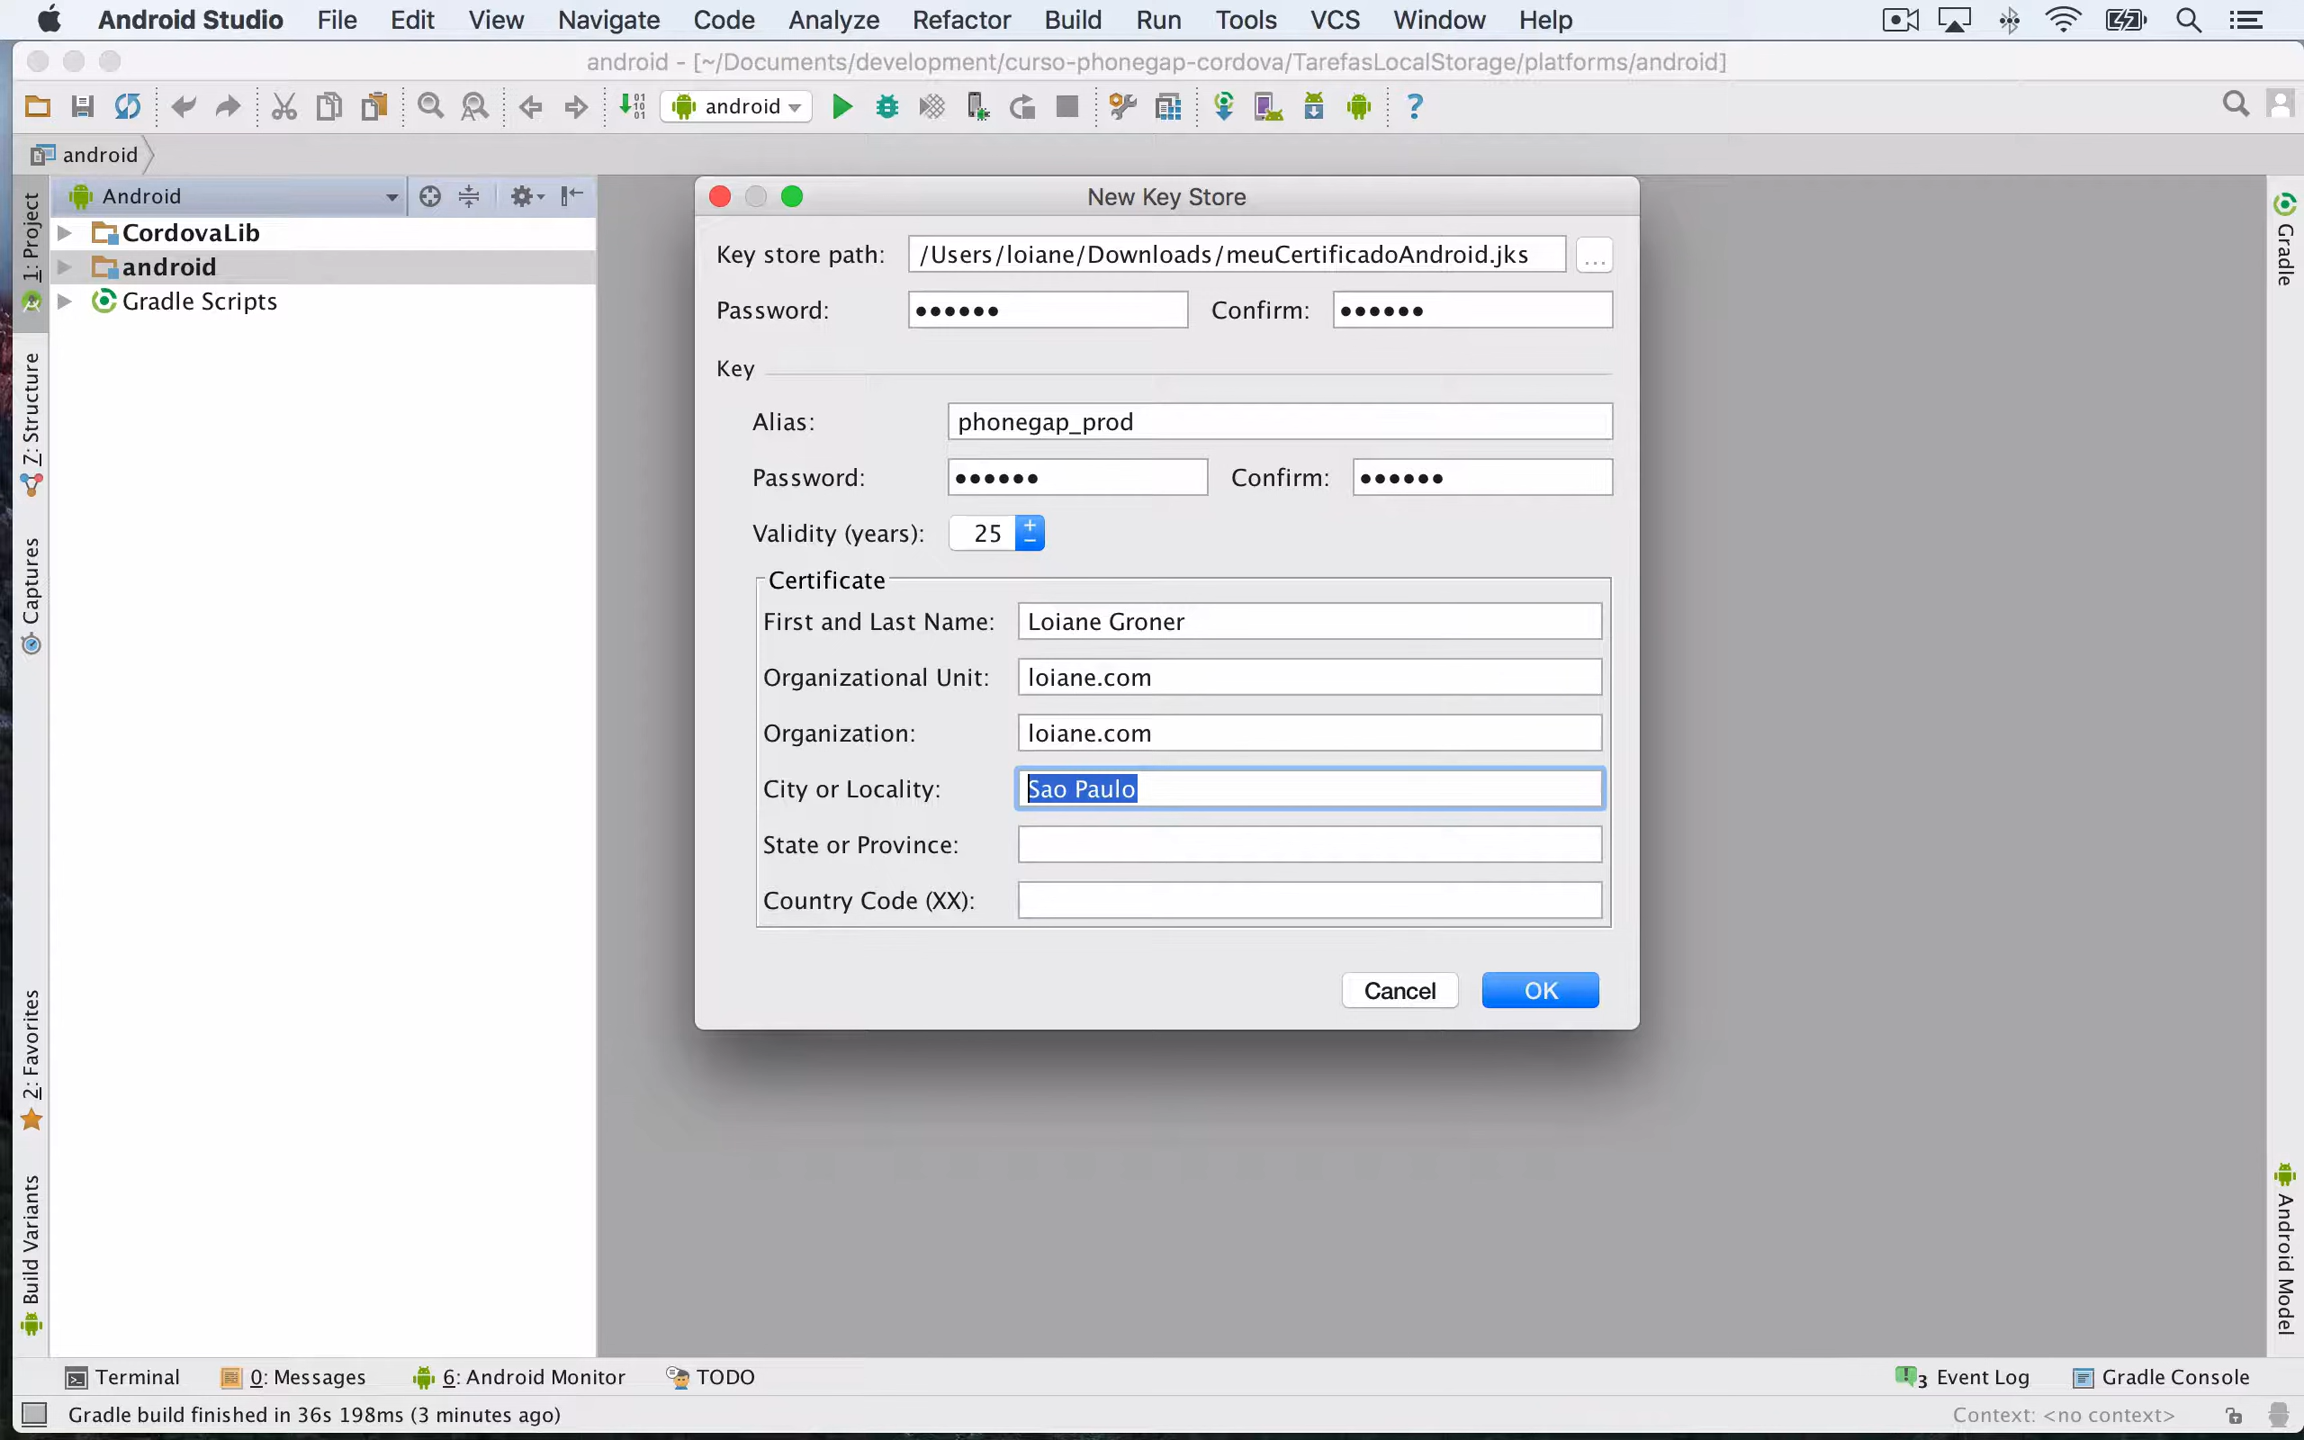 Android Studio File Edit View Navigate Code Analyze Refactor Build Run Tools VCS Window Help
android - [~/Documents/development/curso-phonegap-cordova/TarefasLocalStorage/platforms/android]
android
?
android
Android
New Key Store
CordovaLib
android
Gradle Scripts
1: Project
7: Structure
Captures
2: Favorites
Build Variants
Key store path: /Users/loiane/Downloads/meuCertificadoAndroid.jks ...
Password: •••••• Confirm: ••••••
Key
Alias: phonegap_prod
Password: •••••• Confirm: ••••••
Validity (years): 25
Certificate
First and Last Name: Loiane Groner
Organizational Unit: loiane.com
Organization: loiane.com
City or Locality: Sao Paulo
State or Province:
Country Code (XX):
Cancel OK
Gradle
Android Model
Terminal 0: Messages 6: Android Monitor TODO 3 Event Log Gradle Console
Gradle build finished in 36s 198ms (3 minutes ago) Context: <no context>